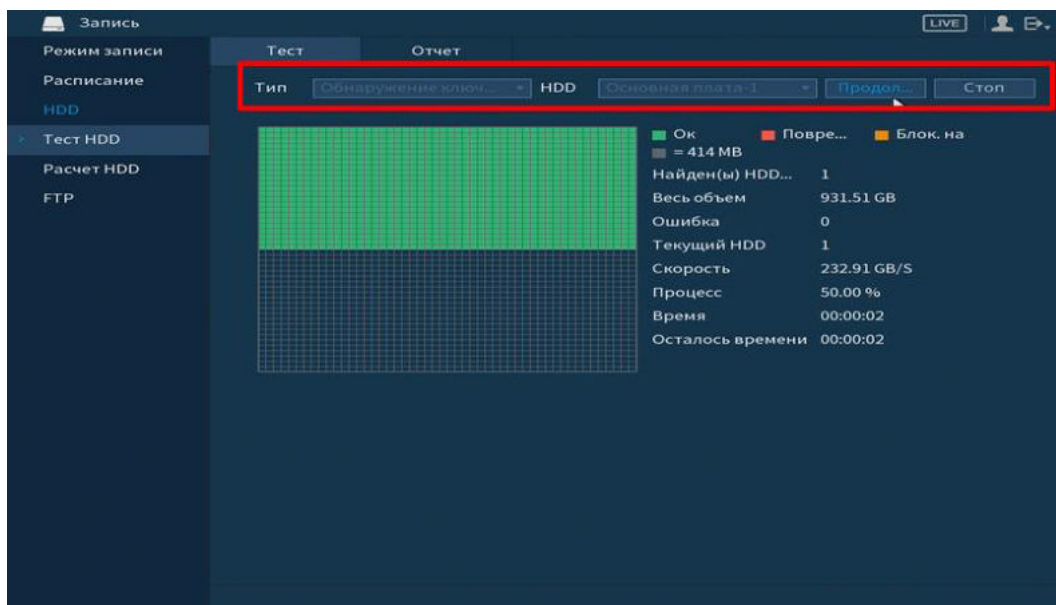 Запись LIVE
Режим записи
Расписание
HDD
Тест HDD
Расчет HDD
FTP
Тест Отчет
Тип Обнаружение ключ... HDD Основная плата-1 Продол... Стоп
Ок Повре... Блок. на
= 414 MB
Найден(ы) HDD... 1
Весь объем 931.51 GB
Ошибка 0
Текущий HDD 1
Скорость 232.91 GB/S
Процесс 50.00 %
Время 00:00:02
Осталось времени 00:00:02